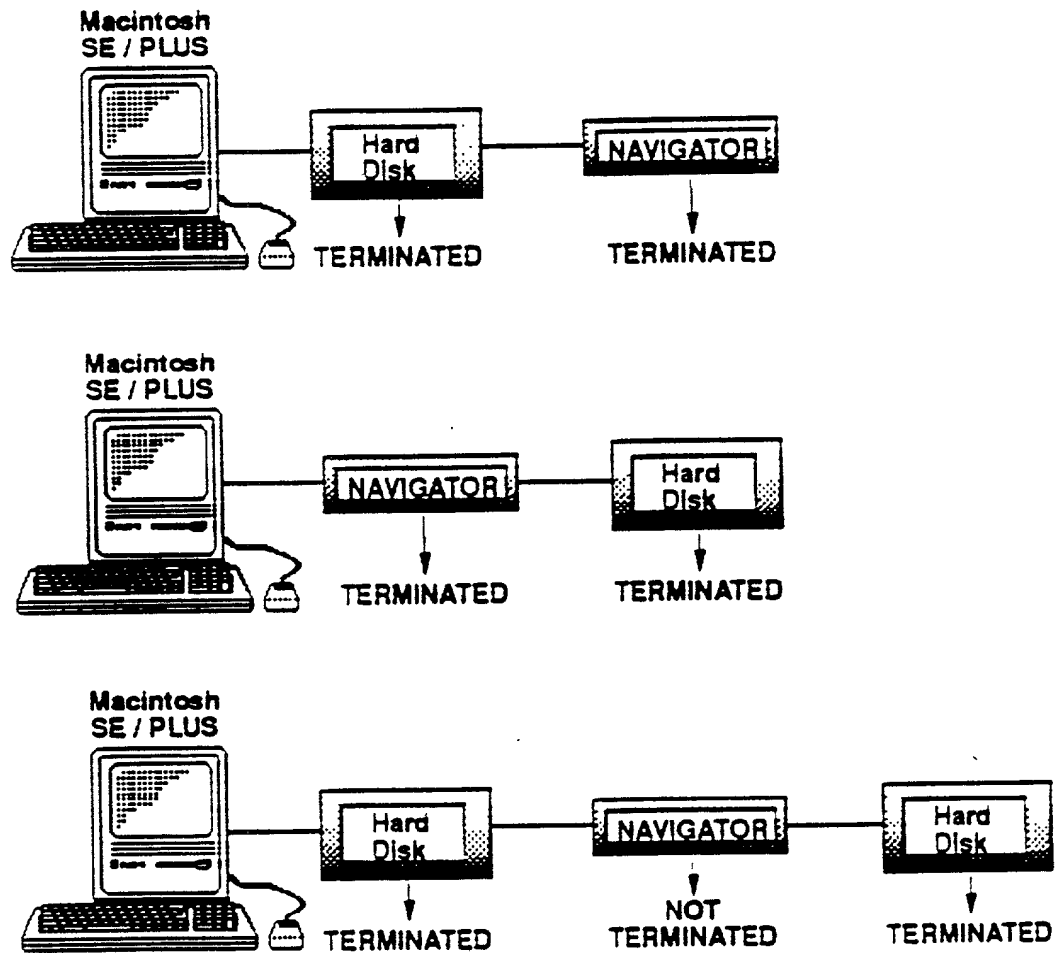 Macintosh
SE / PLUS
Hard
Disk
NAVIGATOR
TERMINATED
TERMINATED
Macintosh
SE / PLUS
NAVIGATOR
Hard
Disk
TERMINATED
TERMINATED
Macintosh
SE / PLUS
Hard
Disk
NAVIGATOR
Hard
Disk
TERMINATED
NOT
TERMINATED
TERMINATED